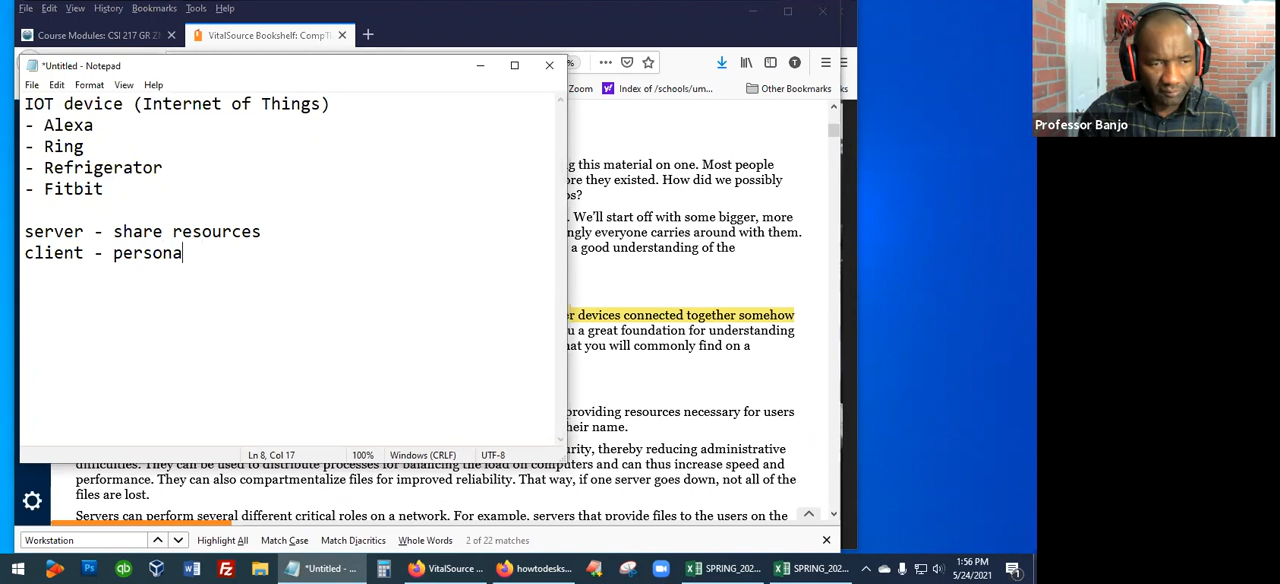 File Edit View History Bookmarks Tools Help
Course Modules: CSI 217 GR Z
VitalSource Bookshelf: CompTI
*Untitled - Notepad
File Edit Format View Help
%
T
Zoom
Index of /schools/um...
Other Bookmarks
IOT device (Internet of Things)
- Alexa
- Ring
- Refrigerator
- Fitbit
server - share resources
client - persona
ng this material on one. Most people
ore they existed. How did we possibly
os?
. We'll start off with some bigger, more
ngly everyone carries around with them.
a good understanding of the
er devices connected together somehow
u a great foundation for understanding
hat you will commonly find on a
providing resources necessary for users
heir name.
urity, thereby reducing administrative
Ln 8, Col 17 100% Windows (CRLF) UTF-8
difficulties. They can be used to distribute processes for balancing the load on computers and can thus increase speed and
performance. They can also compartmentalize files for improved reliability. That way, if one server goes down, not all of the
files are lost.
Servers can perform several different critical roles on a network. For example, servers that provide files to the users on the
Workstation
Highlight All Match Case Match Diacritics Whole Words 2 of 22 matches
*Untitled - ...
VitalSource ...
howtodesks...
SPRING_202...
SPRING_202...
1:56 PM
5/24/2021
Professor Banjo